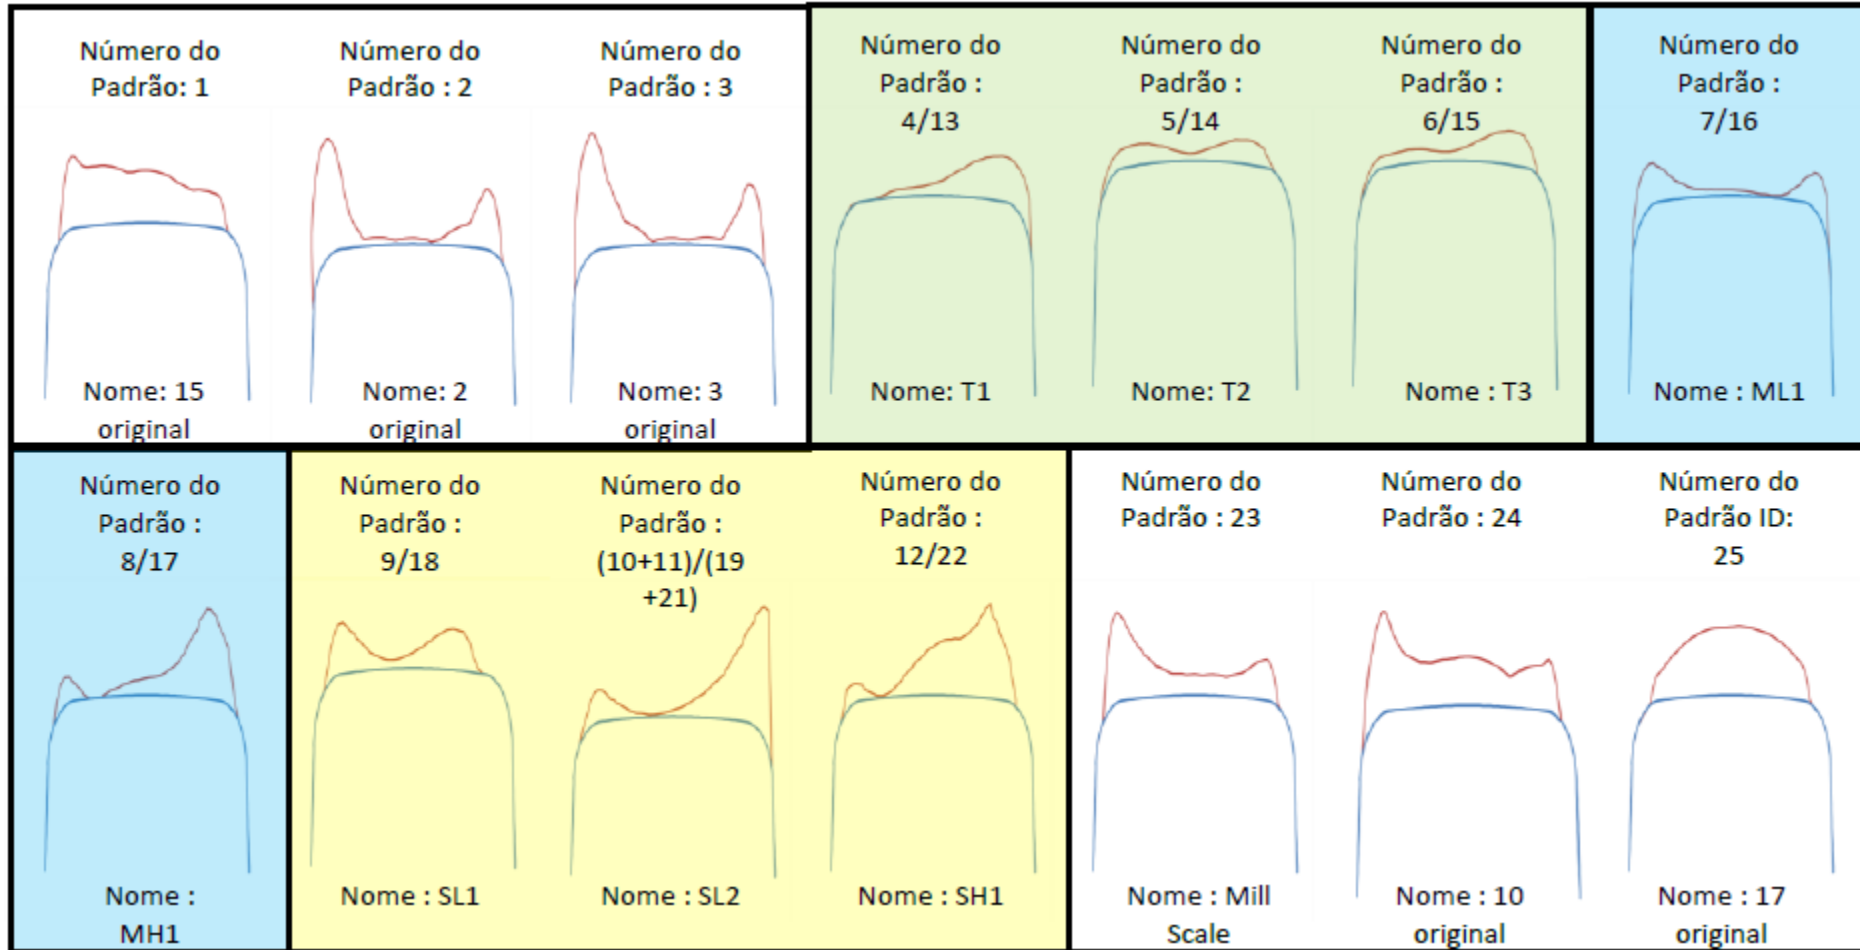 Número do
Padrão: 1
Nome: 15
original
Número do
Padrão : 2
Nome: 2
original
Número do
Padrão : 3
Nome: 3
original
Número do
Padrão :
4/13
Nome: T1
Número do
Padrão :
5/14
Nome: T2
Número do
Padrão :
6/15
Nome : T3
Número do
Padrão :
7/16
Nome : ML1
Número do
Padrão :
8/17
Nome :
MH1
Número do
Padrão :
9/18
Nome : SL1
Número do
Padrão :
(10+11)/(19
+21)
Nome : SL2
Número do
Padrão :
12/22
Nome : SH1
Número do
Padrão : 23
Nome : Mill
Scale
Número do
Padrão : 24
Nome : 10
original
Número do
Padrão ID:
25
Nome : 17
original